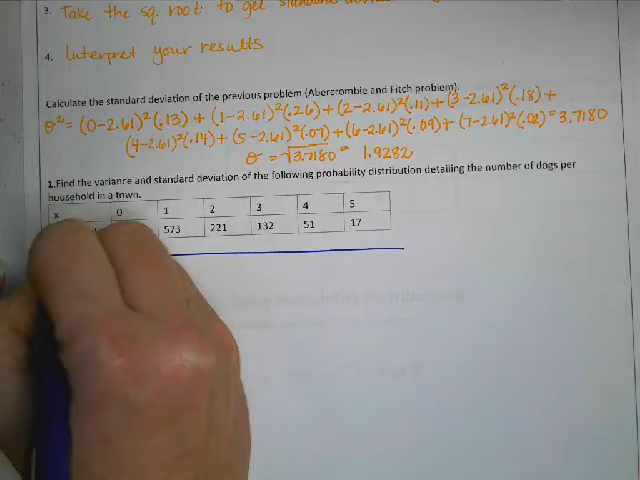 3. Take the sq. root to get
4. Interpret your results
Calculate the standard deviation of the previous problem (Abercrombie and Fitch problem).
σ² = (0-2.61)²(.13) + (1-2.61)²(.26) + (2-2.61)²(.11) + (3-2.61)²(.18) +
(4-2.61)²(.14) + (5-2.61)²(.07) + (6-2.61)²(.09) + (7-2.61)²(.02) = 3.7180
σ = √3.7180 = 1.9282
1.Find the variance and standard deviation of the following probability distribution detailing the number of dogs per
household in a town.
x 0 1 2 3 4 5
573 221 132 51 17